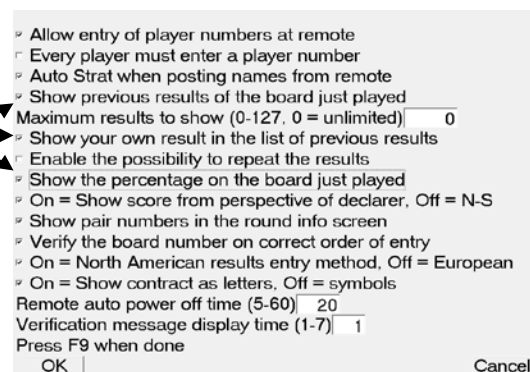 Allow entry of player numbers at remote
Every player must enter a player number
Auto Strat when posting names from remote
Show previous results of the board just played
Maximum results to show (0-127, 0 = unlimited) 0
Show your own result in the list of previous results
Enable the possibility to repeat the results
Show the percentage on the board just played
On = Show score from perspective of declarer, Off = N-S
Show pair numbers in the round info screen
Verify the board number on correct order of entry
On = North American results entry method, Off = European
On = Show contract as letters, Off = symbols
Remote auto power off time (5-60) 20
Verification message display time (1-7) 1
Press F9 when done
OK Cancel